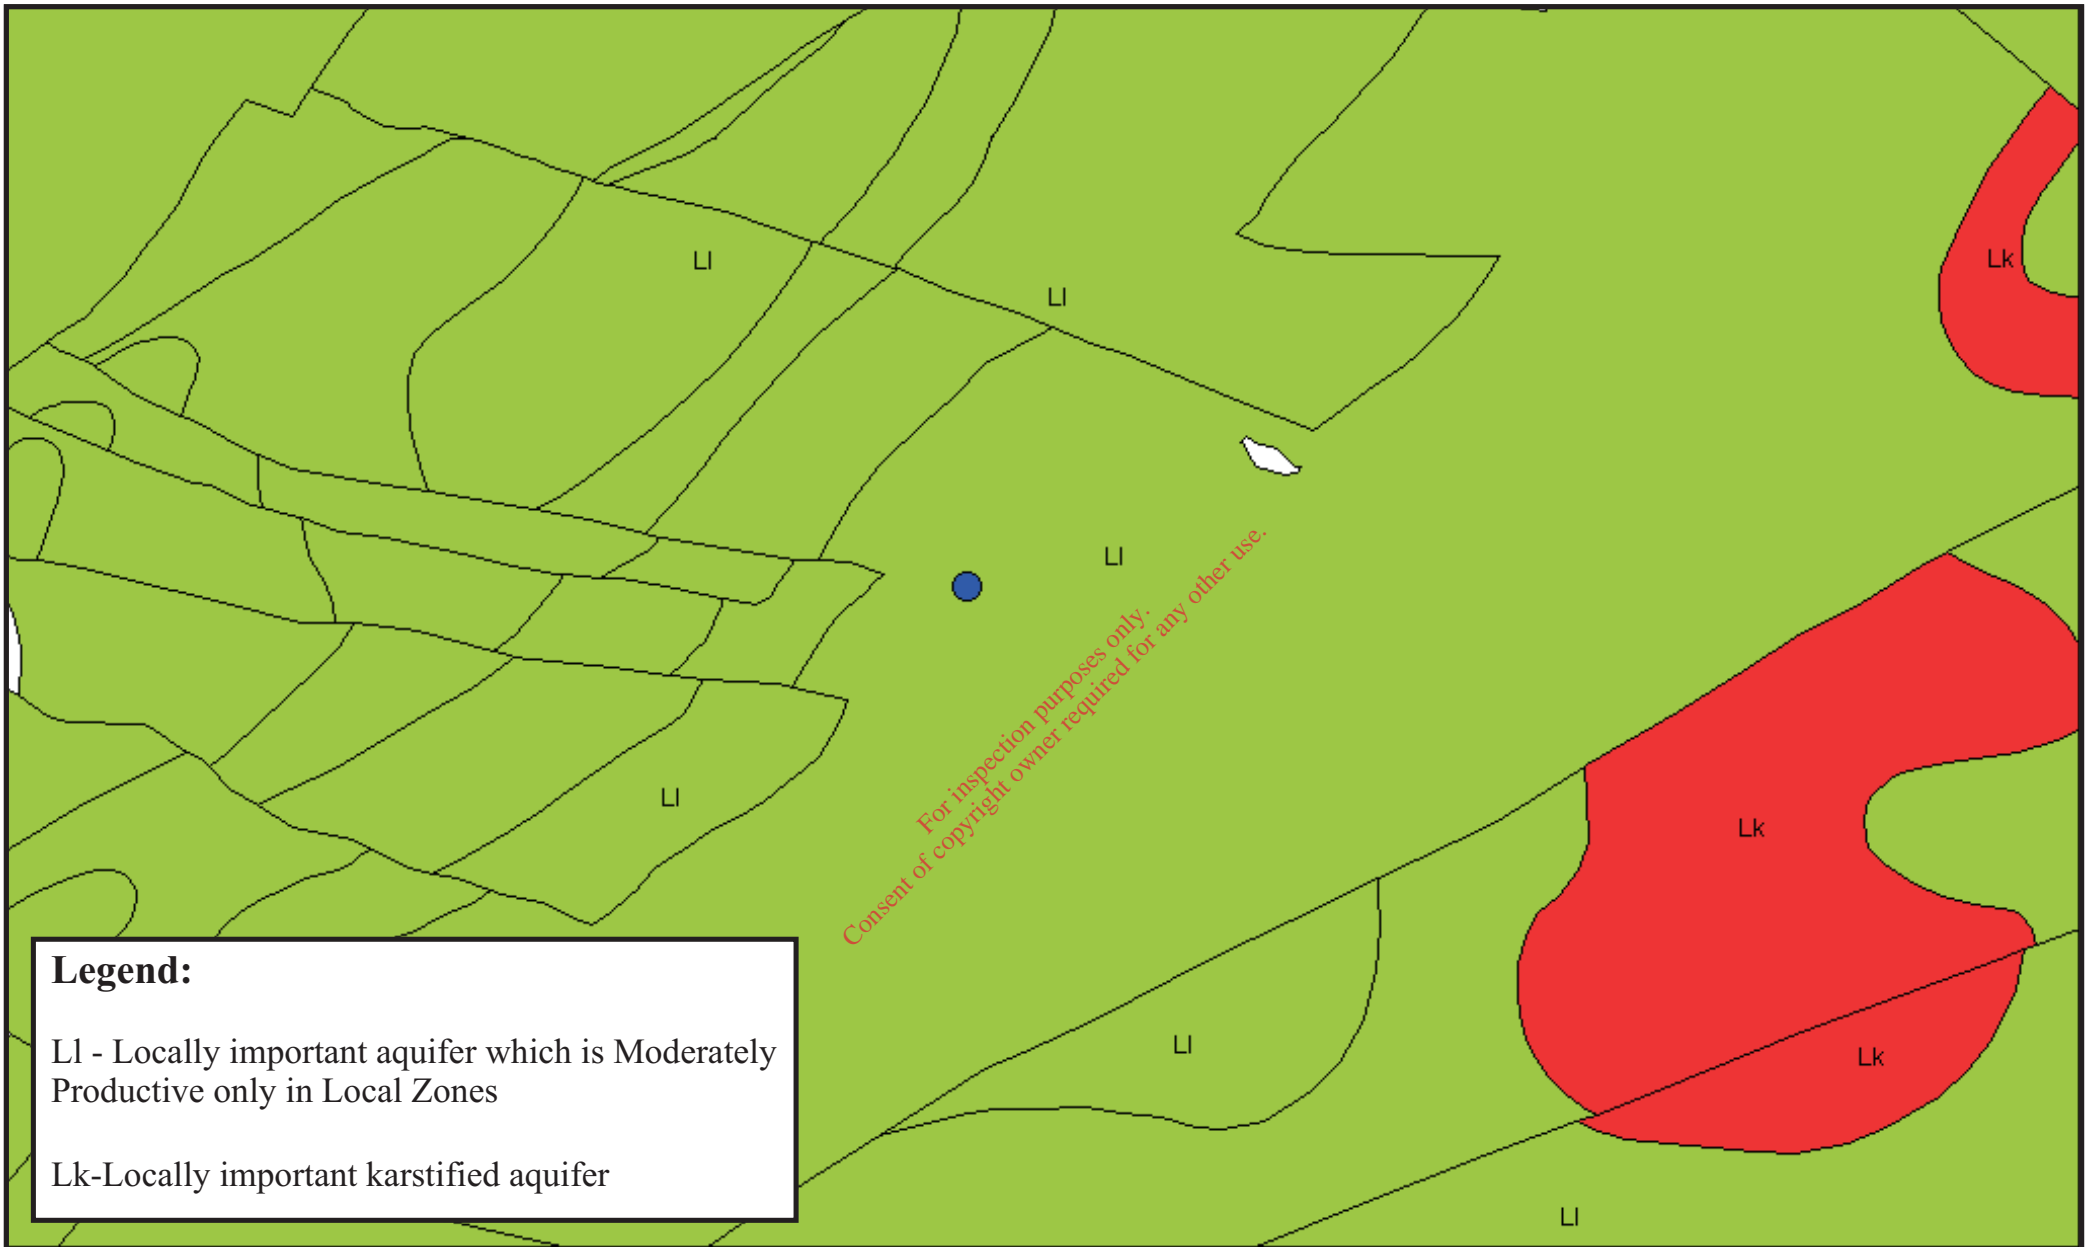 Lk
Ll
Ll
Ll
For inspection purposes only.
Consent of copyright owner required for any other use.
Ll
Lk
Legend:
Ll - Locally important aquifer which is Moderately
Productive only in Local Zones
Lk-Locally important karstified aquifer
Ll
Lk
Ll